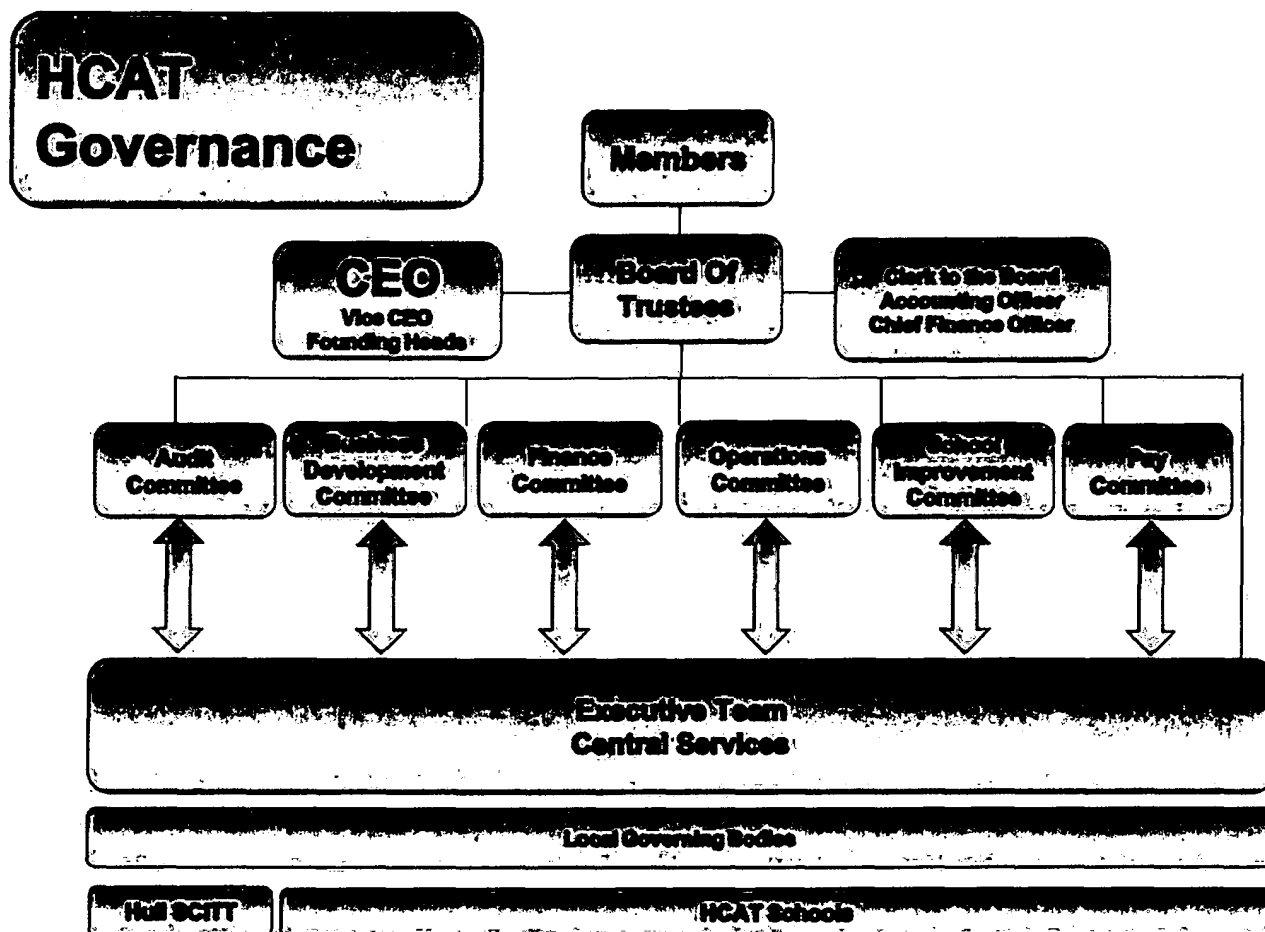 HCAT
Governance
Members
CEO
Vice CEO
Founding Heads
Board Of
Trustees
Clerk to the Board
Accounting Officer
Chief Finance Officer
Audit
Committee
Business
Development
Committee
Finance
Committee
Operations
Committee
School
Improvement
Committee
Pay
Committee
Executive Team
Central Services
Local Governing Bodies
Hull SCITT
HCAT Schools